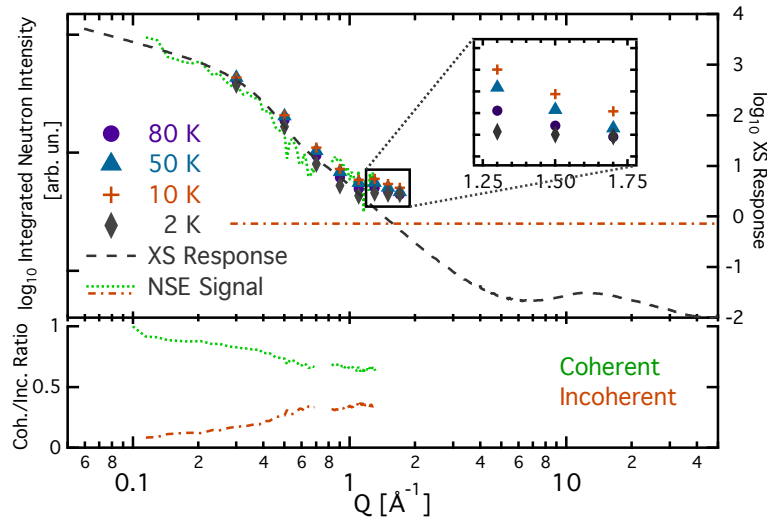 log₁₀ Integrated Neutron Intensity
[arb. un.]
80 K
50 K
10 K
2 K
XS Response
NSE Signal
1.25 1.50 1.75
4
3
2
1
0
-1
-2
log₁₀ XS Response
Coh./Inc. Ratio
1
0.5
0
Coherent
Incoherent
6 8 2 4 6 8 2 4 6 8 2 4
0.1 1 10
Q [Å⁻¹]